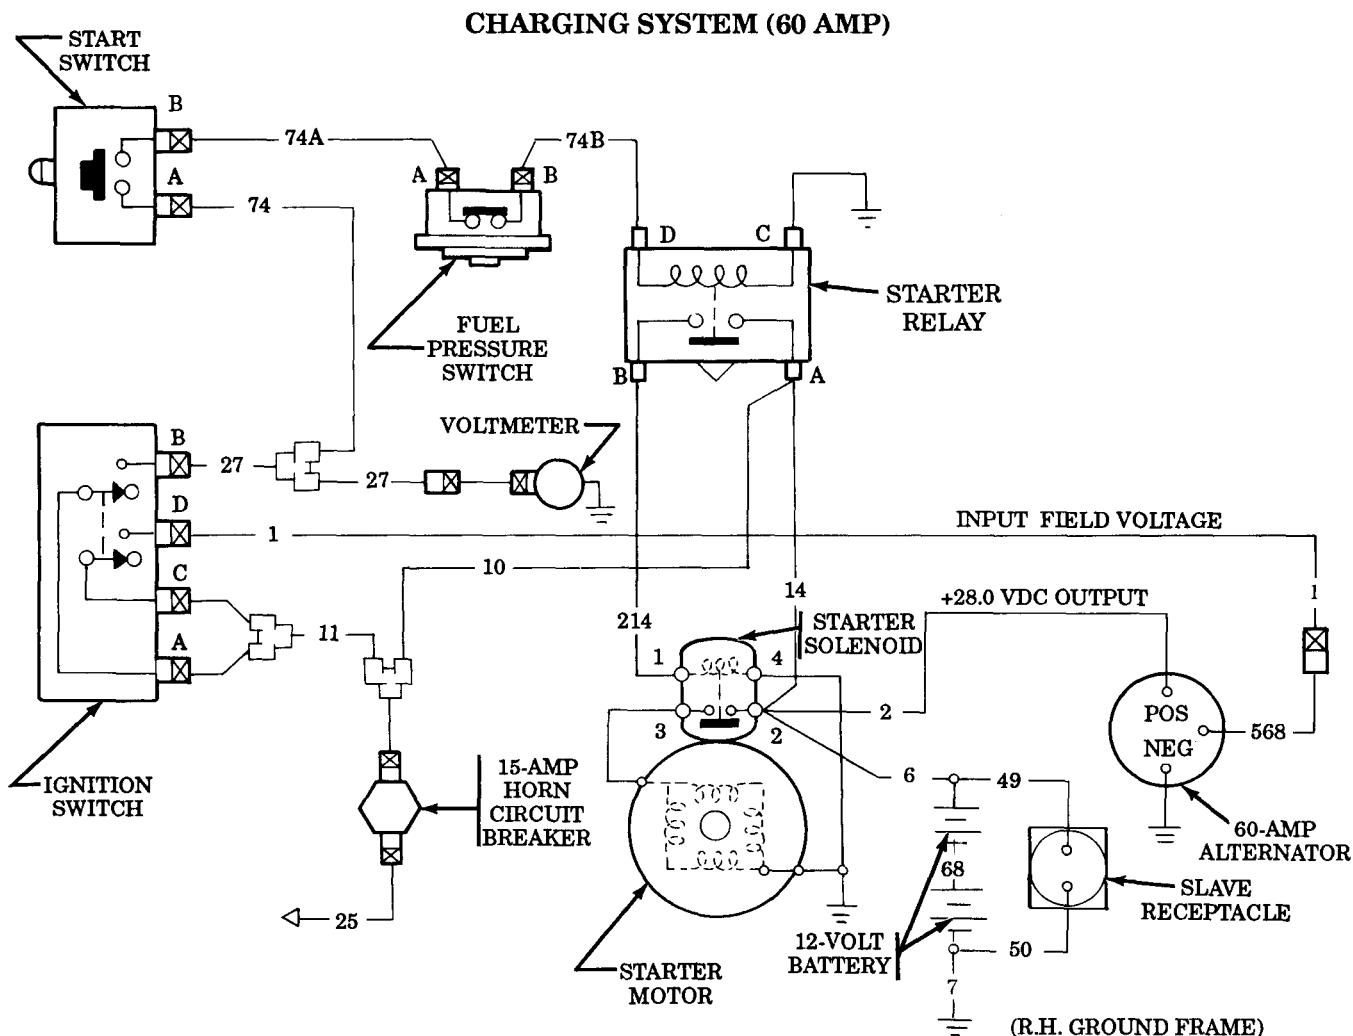 CHARGING SYSTEM (60 AMP)
START
SWITCH
B
74A
74B
A
B
A
74
D
C
STARTER
RELAY
FUEL
PRESSURE
SWITCH
B
A
VOLTMETER
B
27
27
D
1
INPUT FIELD VOLTAGE
C
10
14
+28.0 VDC OUTPUT
1
214
STARTER
SOLENOID
11
A
1
4
3
2
2
POS
NEG
568
IGNITION
SWITCH
15-AMP
HORN
CIRCUIT
BREAKER
6
49
60-AMP
ALTERNATOR
68
SLAVE
RECEPTACLE
25
12-VOLT
BATTERY
50
STARTER
MOTOR
7
(R.H. GROUND FRAME)